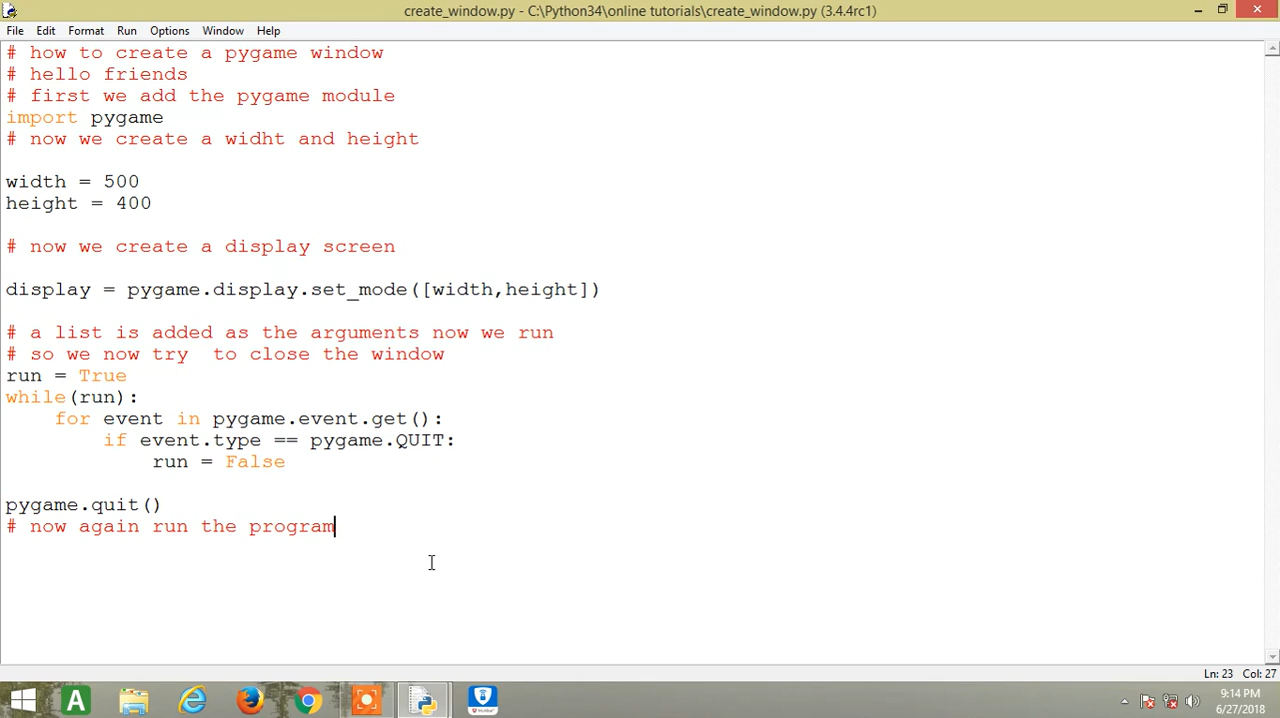 create_window.py - C:\Python34\online tutorials\create_window.py (3.4.4rc1)
File Edit Format Run Options Window Help
# how to create a pygame window
# hello friends
# first we add the pygame module
import pygame
# now we create a widht and height
width = 500
height = 400
# now we create a display screen
display = pygame.display.set_mode([width,height])
# a list is added as the arguments now we run
# so we now try  to close the window
run = True
while(run):
    for event in pygame.event.get():
        if event.type == pygame.QUIT:
            run = False
pygame.quit()
# now again run the program
Ln: 23 Col: 27
A
9:14 PM
6/27/2018